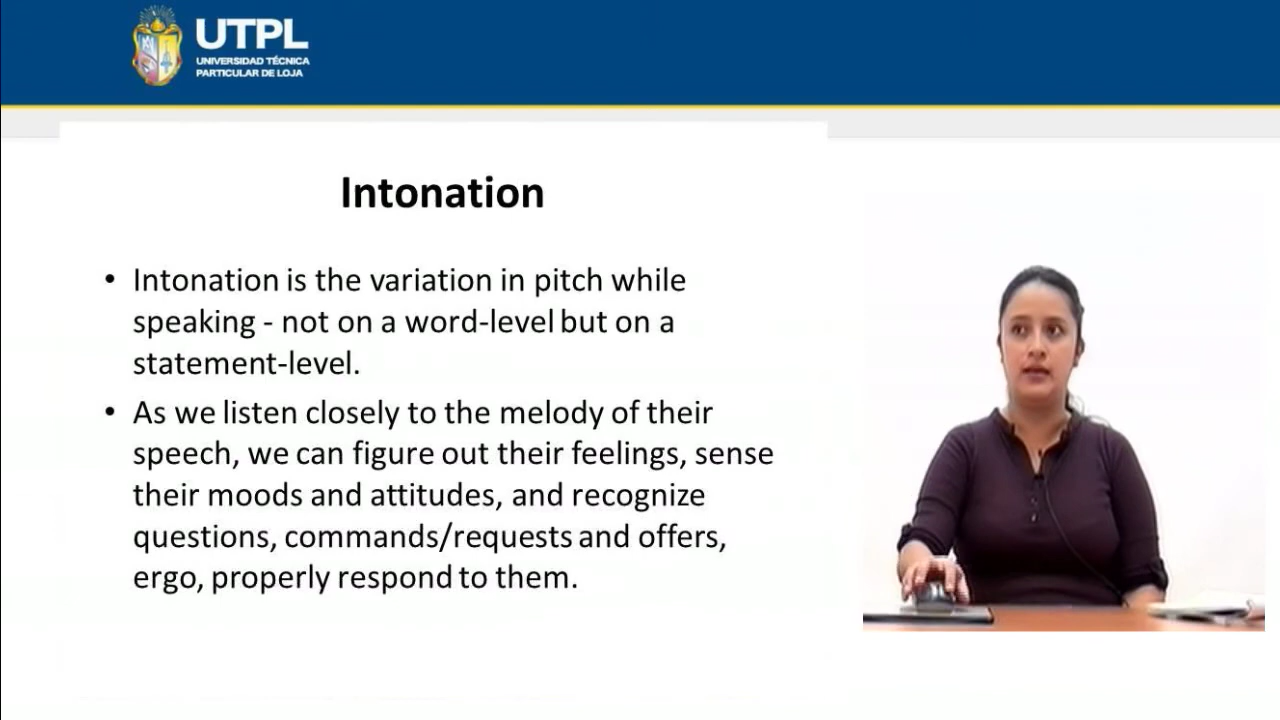 UTPL
UNIVERSIDAD TÉCNICA
PARTICULAR DE LOJA
Intonation
• Intonation is the variation in pitch while
speaking - not on a word-level but on a
statement-level.
• As we listen closely to the melody of their
speech, we can figure out their feelings, sense
their moods and attitudes, and recognize
questions, commands/requests and offers,
ergo, properly respond to them.